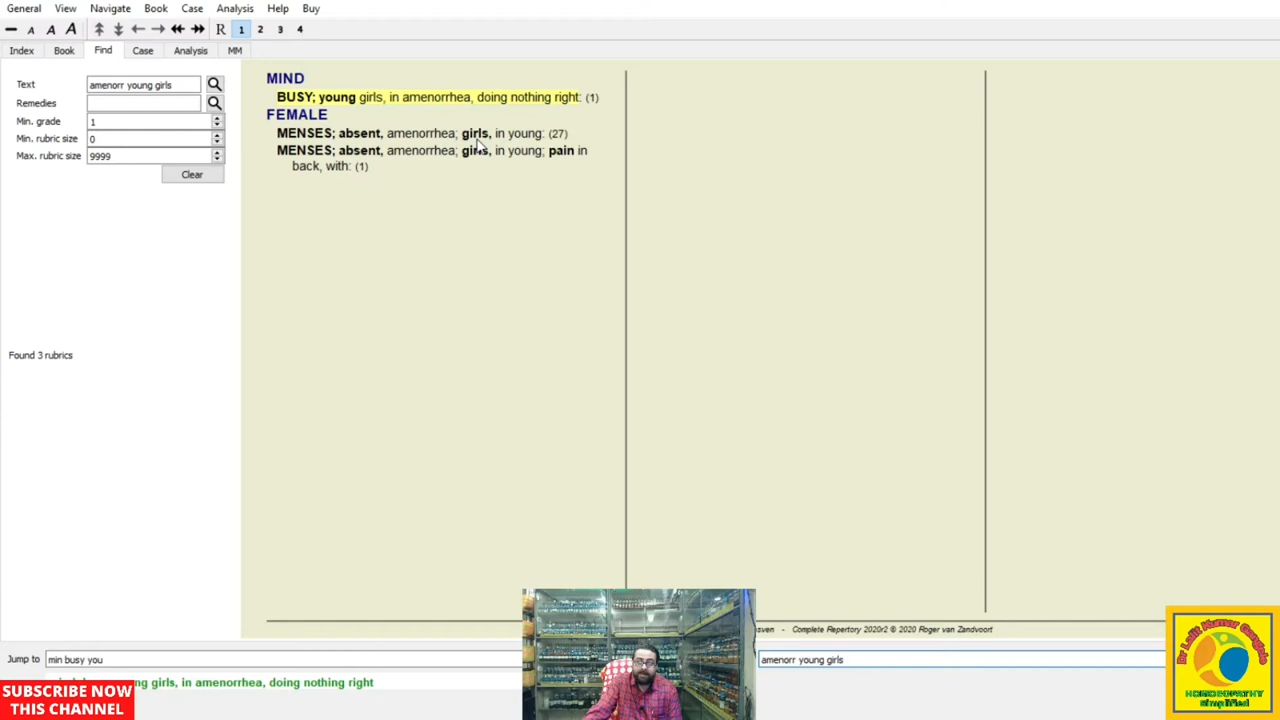 General View Navigate Book Case Analysis Help Buy
A A A R 1 2 3 4
Index Book Find Case Analysis MM
Text amenorr young girls
Remedies
Min. grade 1
Min. rubric size 0
Max. rubric size 9999
Clear
Found 3 rubrics
MIND
BUSY; young girls, in amenorrhea, doing nothing right: (1)
FEMALE
MENSES; absent, amenorrhea; girls, in young: (27)
MENSES; absent, amenorrhea; girls, in young; pain in
back, with: (1)
Complete Repertory 2020r2 © 2020 Roger van Zandvoort
Jump to min busy you
amenorr young girls
ng girls, in amenorrhea, doing nothing right
SUBSCRIBE NOW
THIS CHANNEL
HOMOEOPATHY
Simplified